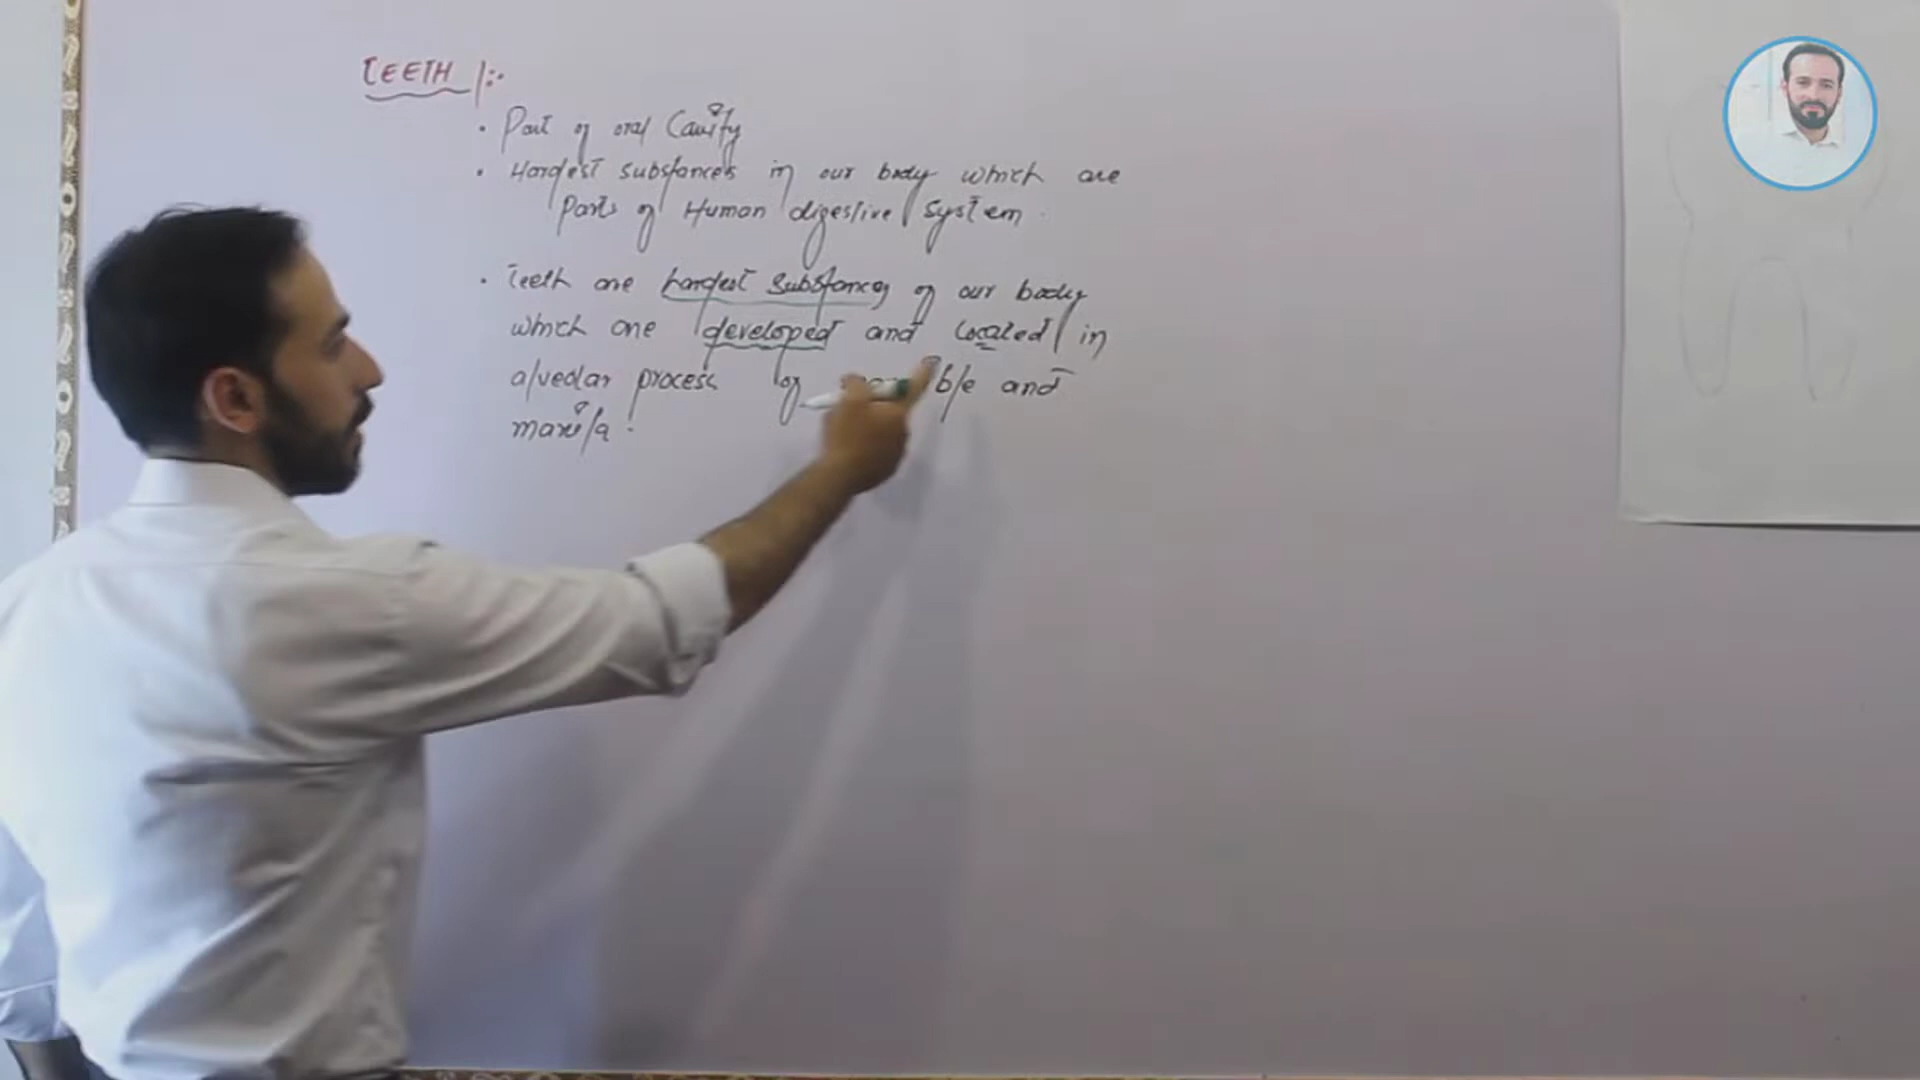 TEETH :-
• Part of oral Cavity
• Hardest substances in our body which are
Parts of Human digestive system.
• Teeth are hardest substances of our body
which are developed and Located in
alveolar process of and
maxilla.